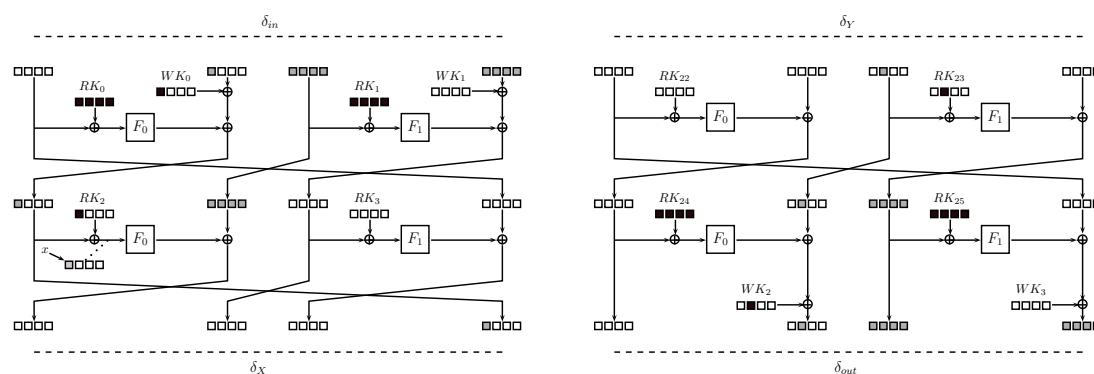 δ_in δ_Y
WK_0 WK_1
RK_0 RK_1 RK_22 RK_23
F_0 F_1 F_0 F_1
RK_2 RK_3 RK_24 RK_25
F_0 F_1 F_0 F_1
x
WK_2 WK_3
δ_X δ_out